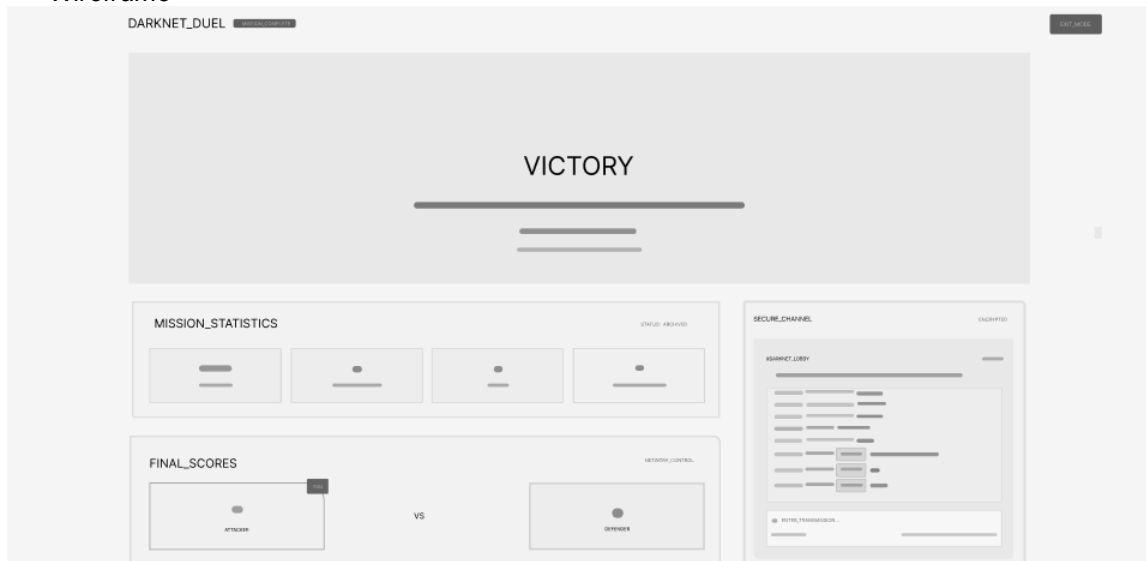 Wireframe
DARKNET_DUEL MISSION_COMPLETE
EXIT_MODE
VICTORY
MISSION_STATISTICS
STATUS: ARCHIVED
SECURE_CHANNEL
ENCRYPTED
#DARKNET_LOBBY
ENTER_TRANSMISSION...
FINAL_SCORES
NETWORK_CONTROL
YOU
ATTACKER
VS
DEFENDER